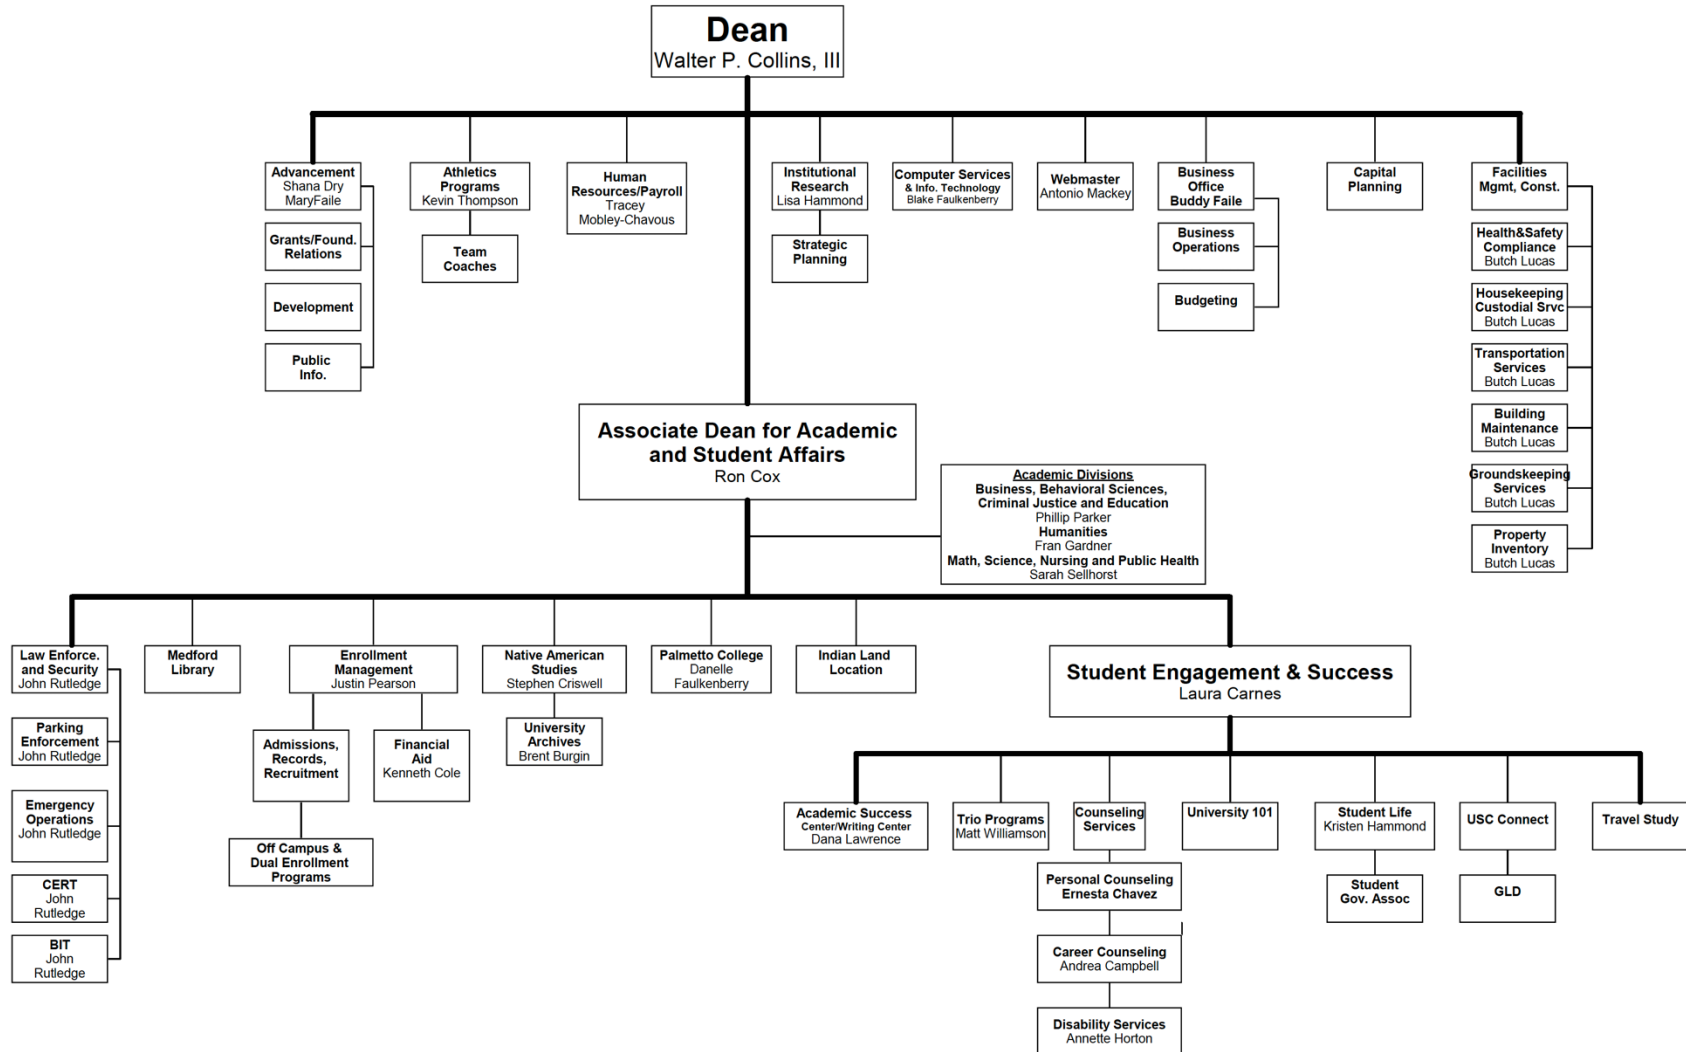 Dean
Walter P. Collins, III
Advancement
Shana Dry
MaryFaile
Grants/Found.
Relations
Development
Public
Info.
Athletics
Programs
Kevin Thompson
Team
Coaches
Human
Resources/Payroll
Tracey
Mobley-Chavous
Institutional
Research
Lisa Hammond
Strategic
Planning
Computer Services
& Info. Technology
Blake Faulkenberry
Webmaster
Antonio Mackey
Business
Office
Buddy Faile
Business
Operations
Budgeting
Capital
Planning
Facilities
Mgmt, Const.
Health&Safety
Compliance
Butch Lucas
Housekeeping
Custodial Srvc
Butch Lucas
Transportation
Services
Butch Lucas
Building
Maintenance
Butch Lucas
Groundskeeping
Services
Butch Lucas
Property
Inventory
Butch Lucas
Associate Dean for Academic
and Student Affairs
Ron Cox
Academic Divisions
Business, Behavioral Sciences,
Criminal Justice and Education
Phillip Parker
Humanities
Fran Gardner
Math, Science, Nursing and Public Health
Sarah Sellhorst
Law Enforce.
and Security
John Rutledge
Parking
Enforcement
John Rutledge
Emergency
Operations
John Rutledge
CERT
John
Rutledge
BIT
John
Rutledge
Medford
Library
Enrollment
Management
Justin Pearson
Admissions,
Records,
Recruitment
Financial
Aid
Kenneth Cole
Off Campus &
Dual Enrollment
Programs
Native American
Studies
Stephen Criswell
University
Archives
Brent Burgin
Palmetto College
Danelle
Faulkenberry
Indian Land
Location
Student Engagement & Success
Laura Carnes
Academic Success
Center/Writing Center
Dana Lawrence
Trio Programs
Matt Williamson
Counseling
Services
Personal Counseling
Ernesta Chavez
Career Counseling
Andrea Campbell
Disability Services
Annette Horton
University 101
Student Life
Kristen Hammond
Student
Gov. Assoc
USC Connect
GLD
Travel Study